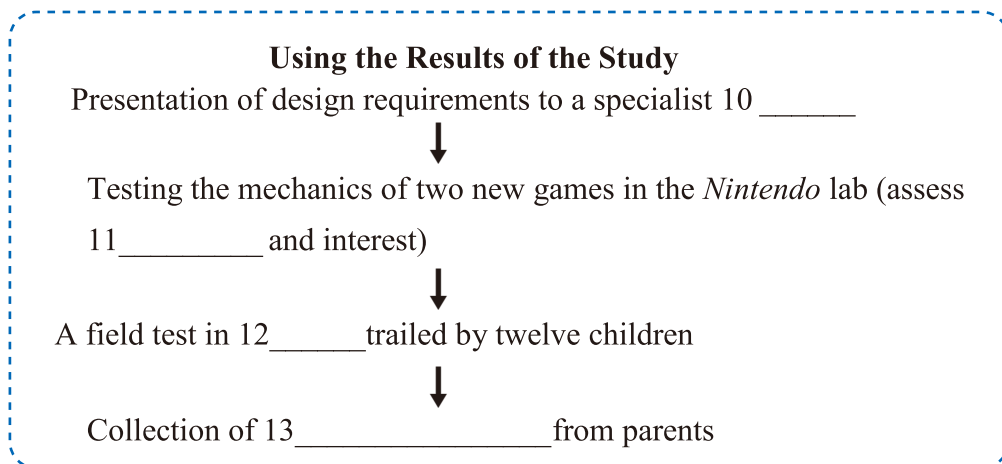 Using the Results of the Study
Presentation of design requirements to a specialist 10 ______
Testing the mechanics of two new games in the Nintendo lab (assess
11_________ and interest)
A field test in 12______trailed by twelve children
Collection of 13________________from parents